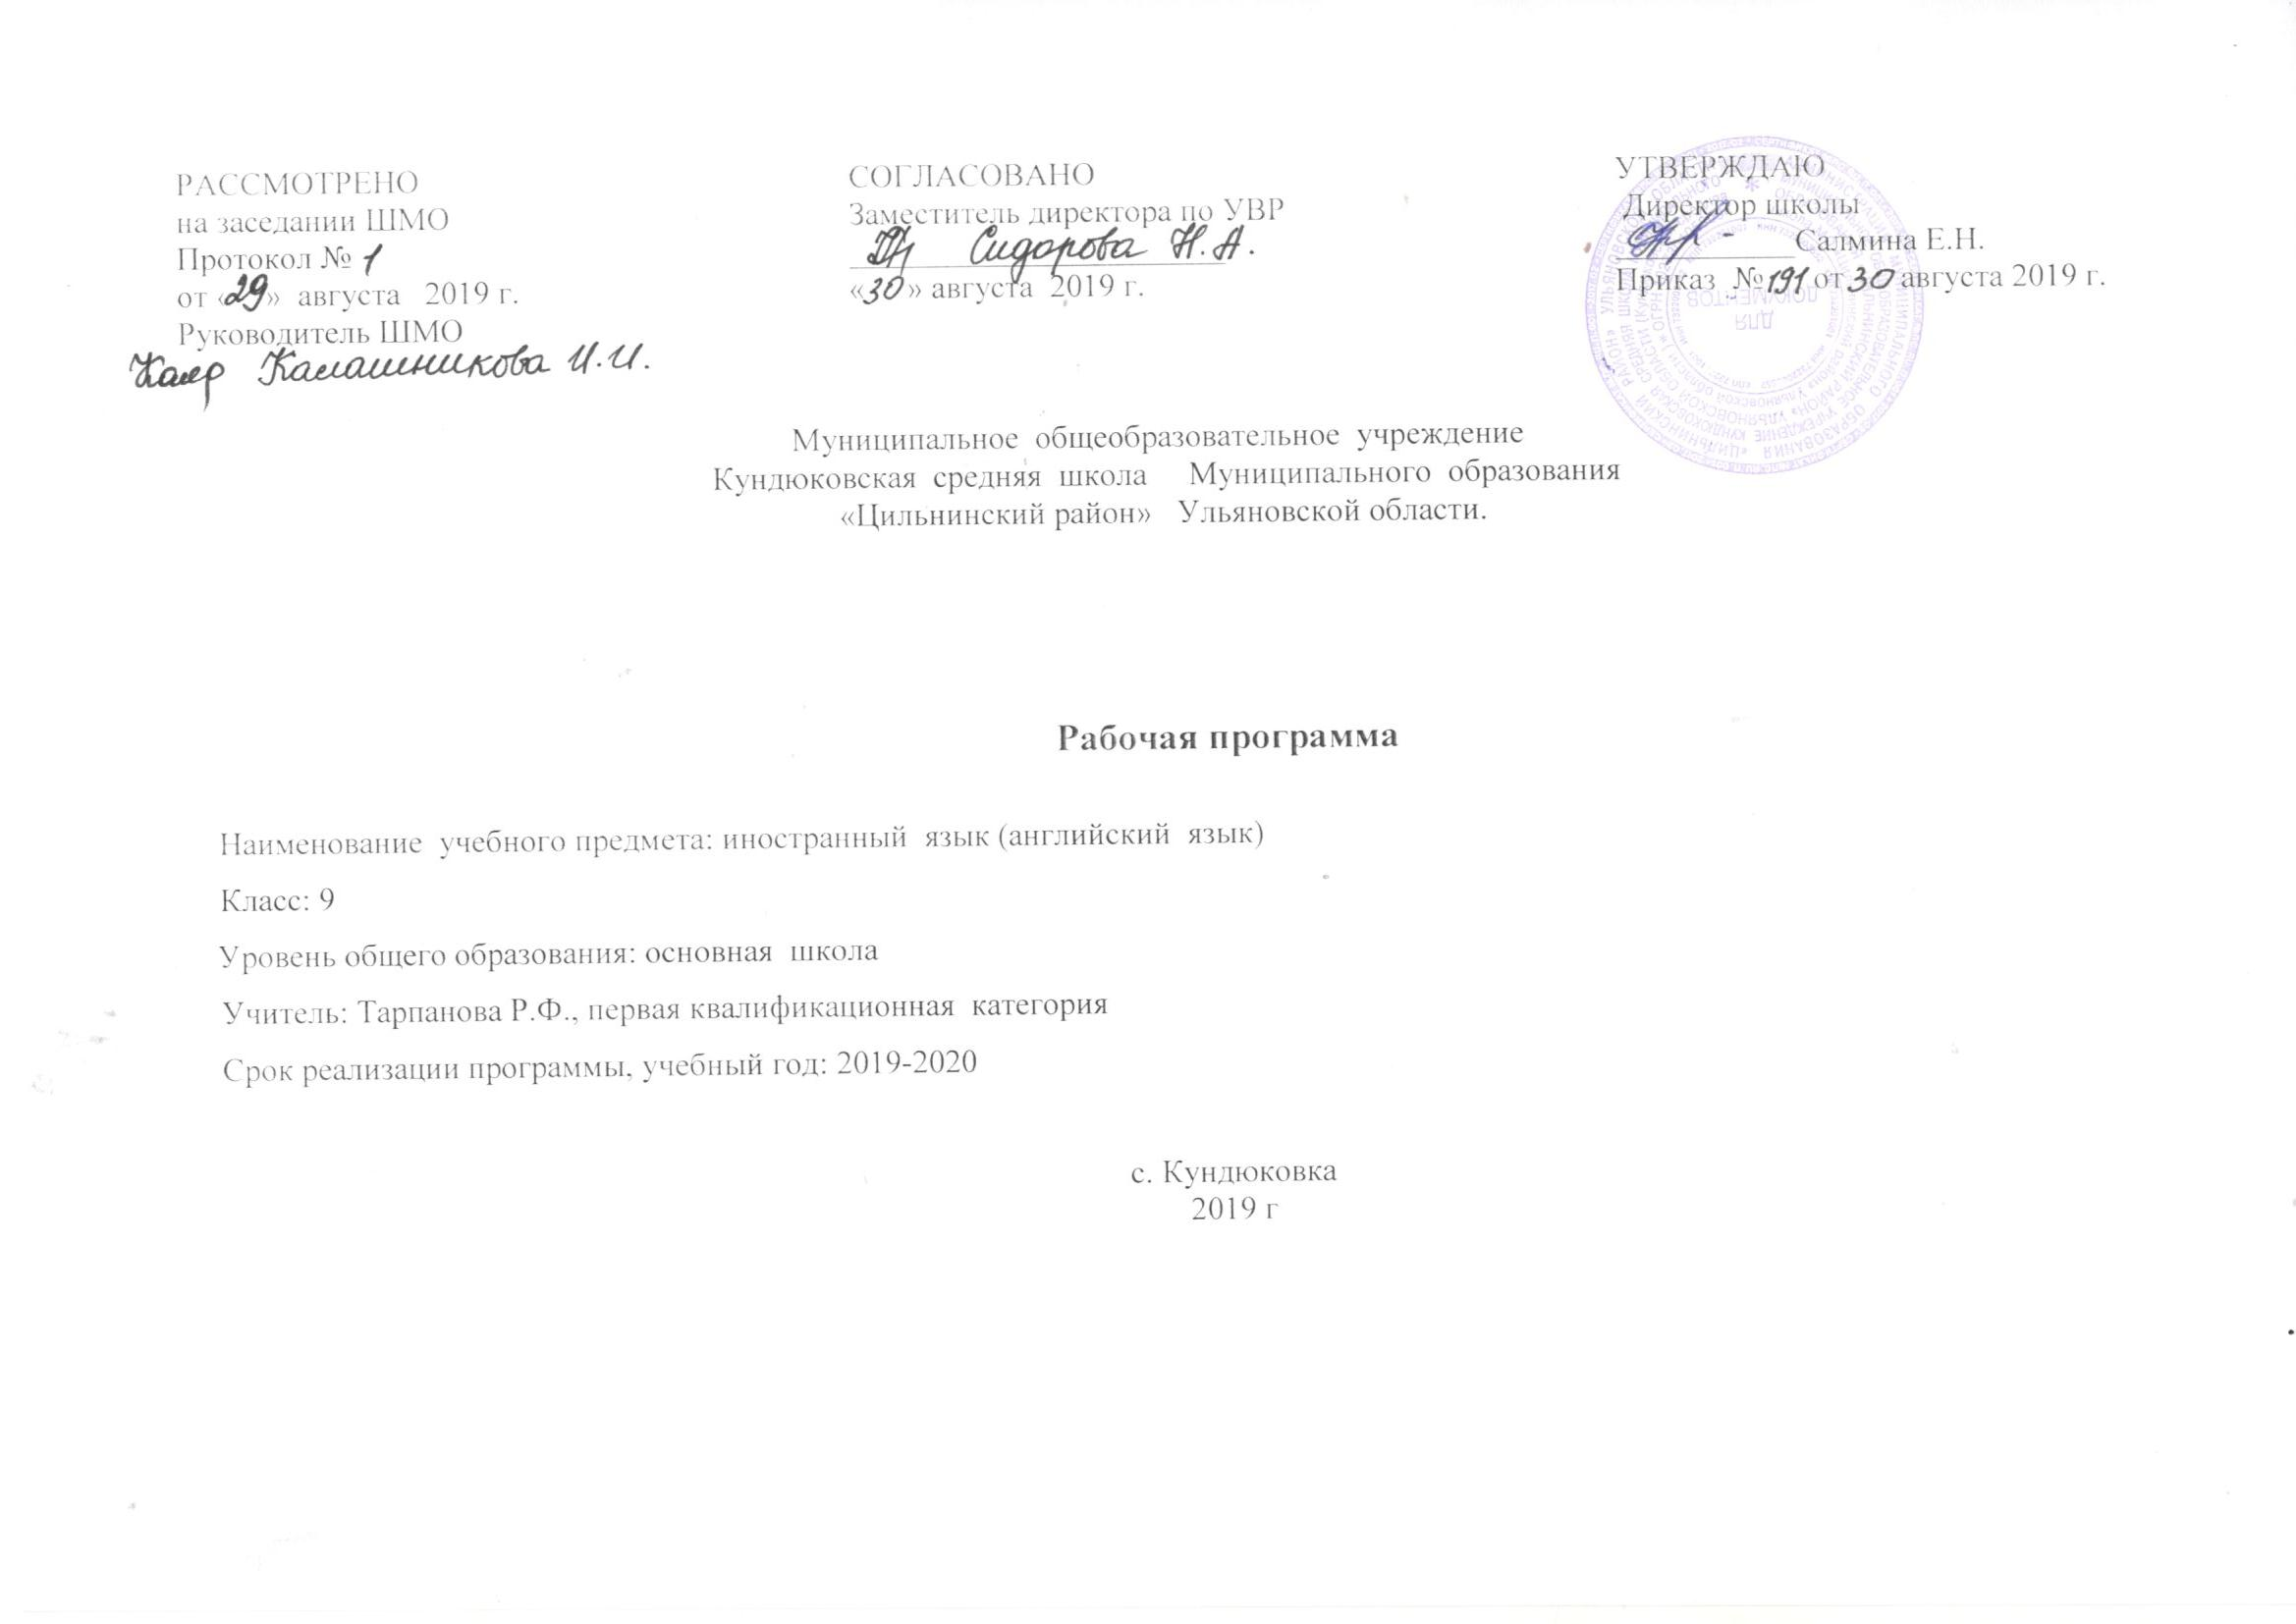 РАССМОТРЕНО
на заседании ШМО
Протокол № 1
от «29» августа 2019 г.
Руководитель ШМО
Калашникова И.И.
СОГЛАСОВАНО
Заместитель директора по УВР
Сидорова Н.А.
«30» августа 2019 г.
УТВЕРЖДАЮ
Директор школы
Салмина Е.Н.
Приказ №191 от 30 августа 2019 г.
ДЛЯ
ДОКУМЕНТОВ
Муниципальное общеобразовательное учреждение
Кундюковская средняя школа Муниципального образования
«Цильнинский район» Ульяновской области.
Рабочая программа
Наименование учебного предмета: иностранный язык (английский язык)
Класс: 9
Уровень общего образования: основная школа
Учитель: Тарпанова Р.Ф., первая квалификационная категория
Срок реализации программы, учебный год: 2019-2020
с. Кундюковка
2019 г